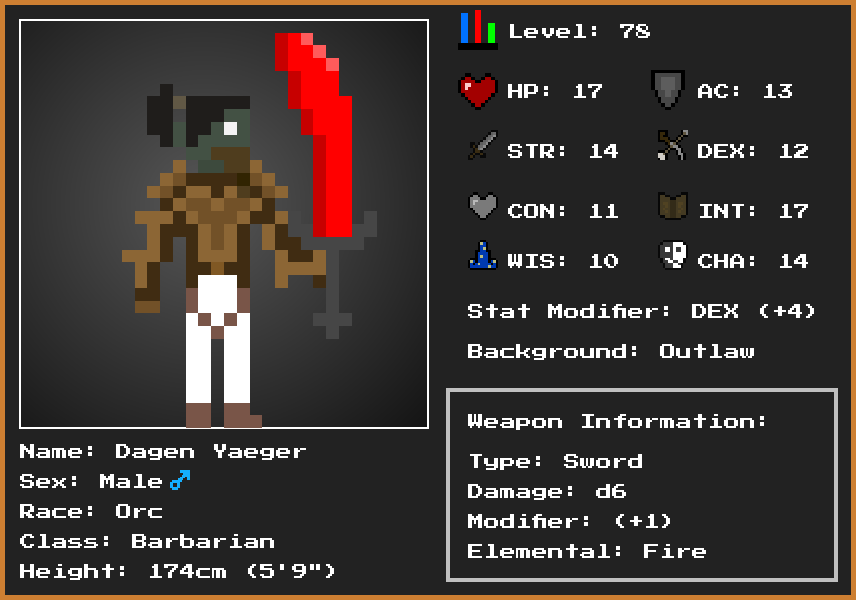 Level: 78
HP: 17 AC: 13
STR: 14 DEX: 12
CON: 11 INT: 17
WIS: 10 CHA: 14
Stat Modifier: DEX (+4)
Background: Outlaw
Weapon Information:
Type: Sword
Damage: d6
Modifier: (+1)
Elemental: Fire
Name: Dagen Yaeger
Sex: Male♂
Race: Orc
Class: Barbarian
Height: 174cm (5'9")